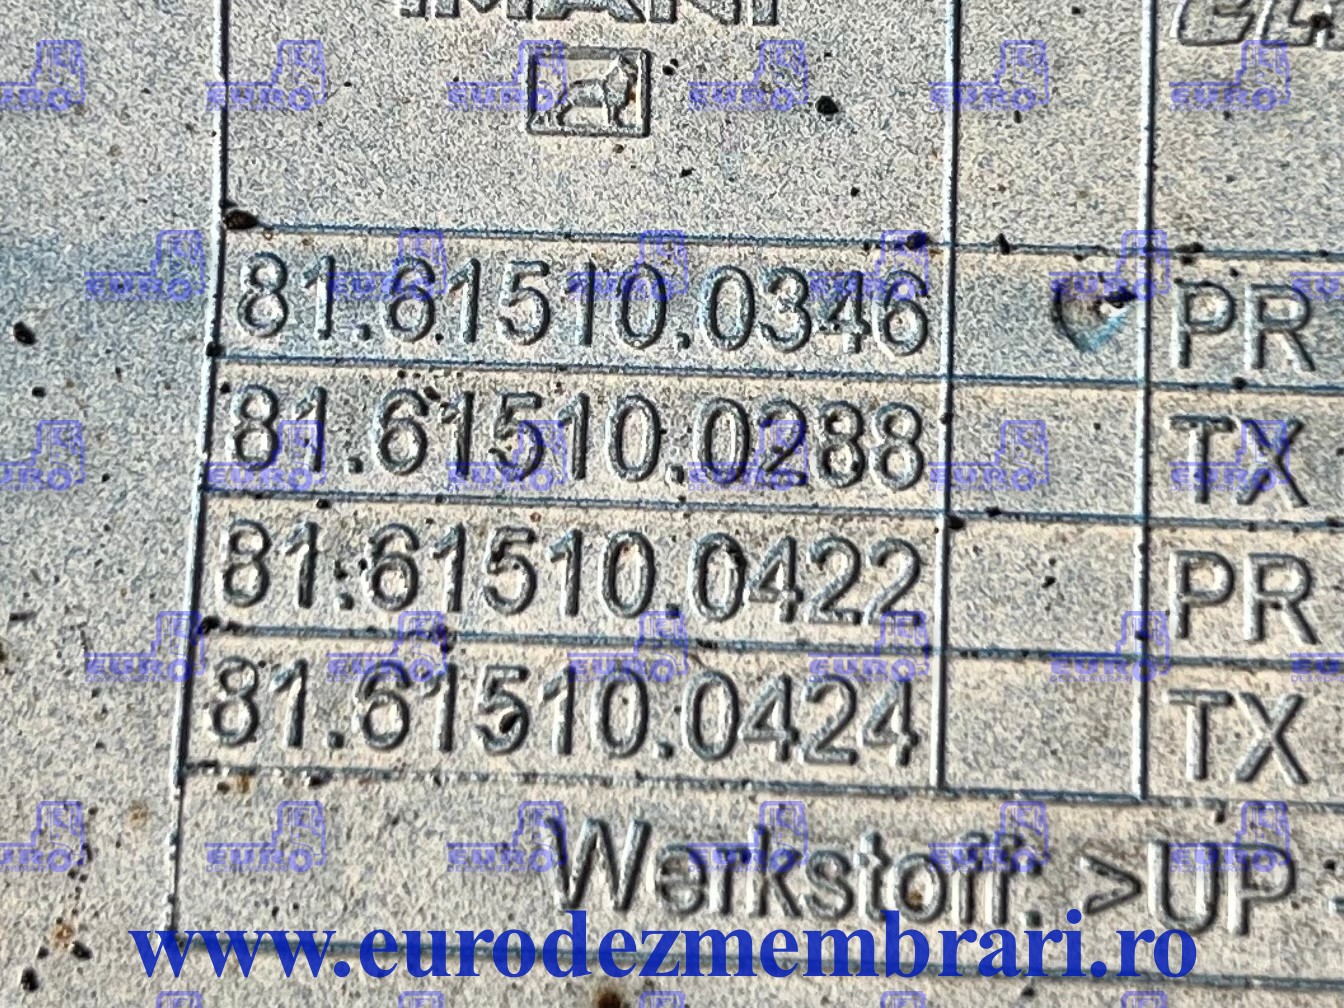 MAN
81.61510.0346 PR
81.61510.0288 TX
81.61510.0422 PR
81.61510.0424 TX
Werkstoff: >UP
www.eurodezmembrari.ro